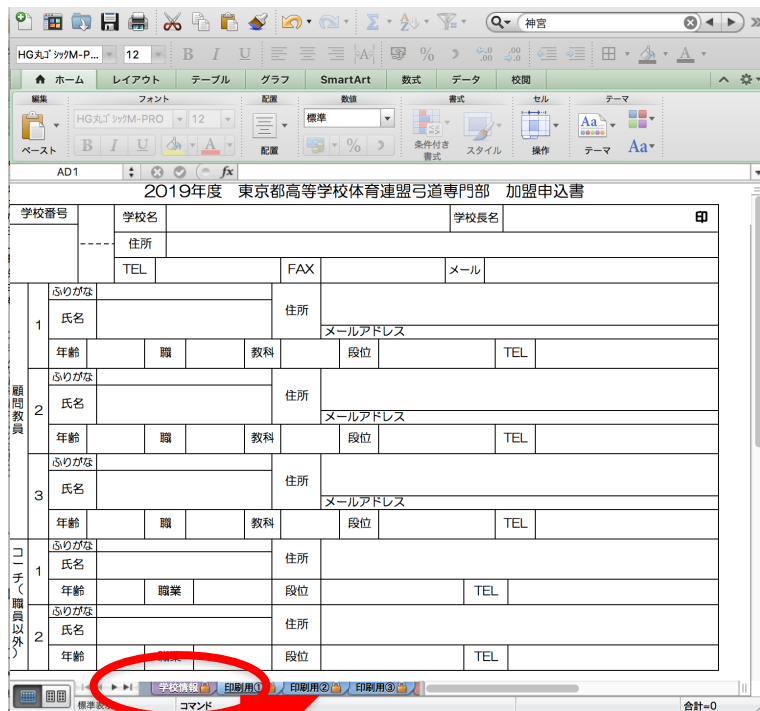 神宮
HG丸ｺﾞｼｯｸM-P... 12 B I U A % A
ホーム レイアウト テーブル グラフ SmartArt 数式 データ 校閲
編集 フォント 配置 数値 書式 セル テーマ
HG丸ｺﾞｼｯｸM-PRO 12 標準 Aa
B I U A %
ペースト 配置 条件付き書式 スタイル 操作 テーマ Aa
AD1 fx
2019年度 東京都高等学校体育連盟弓道専門部 加盟申込書
学校番号 学校名 学校長名 印
住所
TEL FAX メール
顧問教員
1 ふりがな
氏名 住所
メールアドレス
年齢 職 教科 段位 TEL
2 ふりがな
氏名 住所
メールアドレス
年齢 職 教科 段位 TEL
3 ふりがな
氏名 住所
メールアドレス
年齢 職 教科 段位 TEL
コーチ(職員以外)
1 ふりがな
氏名 住所
年齢 職業 段位 TEL
2 ふりがな
氏名 住所
年齢 職業 段位 TEL
学校情報 印刷用① 印刷用② 印刷用③
標準表 コマンド 合計=0